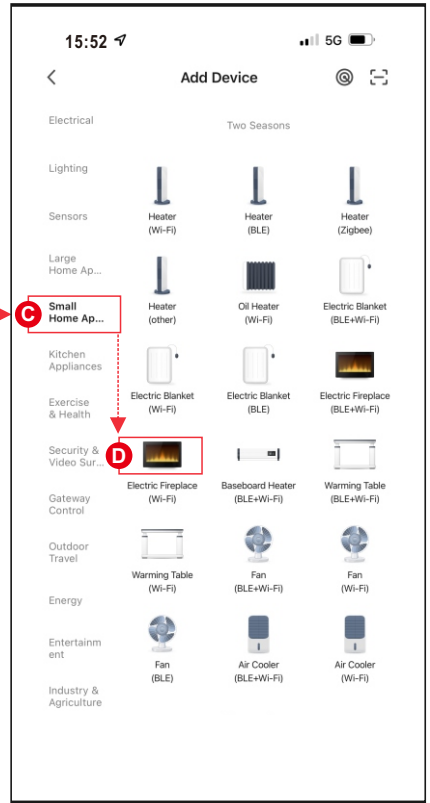 15:52
5G
Add Device
Electrical
Lighting
Sensors
Large
Home Ap...
C
Small
Home Ap...
Kitchen
Appliances
Exercise
& Health
Security &
Video Sur...
Gateway
Control
Outdoor
Travel
Energy
Entertainm
ent
Industry &
Agriculture
Two Seasons
Heater
(Wi-Fi)
Heater
(BLE)
Heater
(Zigbee)
Heater
(other)
Oil Heater
(Wi-Fi)
Electric Blanket
(BLE+Wi-Fi)
Electric Blanket
(Wi-Fi)
Electric Blanket
(BLE)
Electric Fireplace
(BLE+Wi-Fi)
D
Electric Fireplace
(Wi-Fi)
Baseboard Heater
(BLE+Wi-Fi)
Warming Table
(BLE+Wi-Fi)
Warming Table
(Wi-Fi)
Fan
(BLE+Wi-Fi)
Fan
(Wi-Fi)
Fan
(BLE)
Air Cooler
(BLE+Wi-Fi)
Air Cooler
(Wi-Fi)